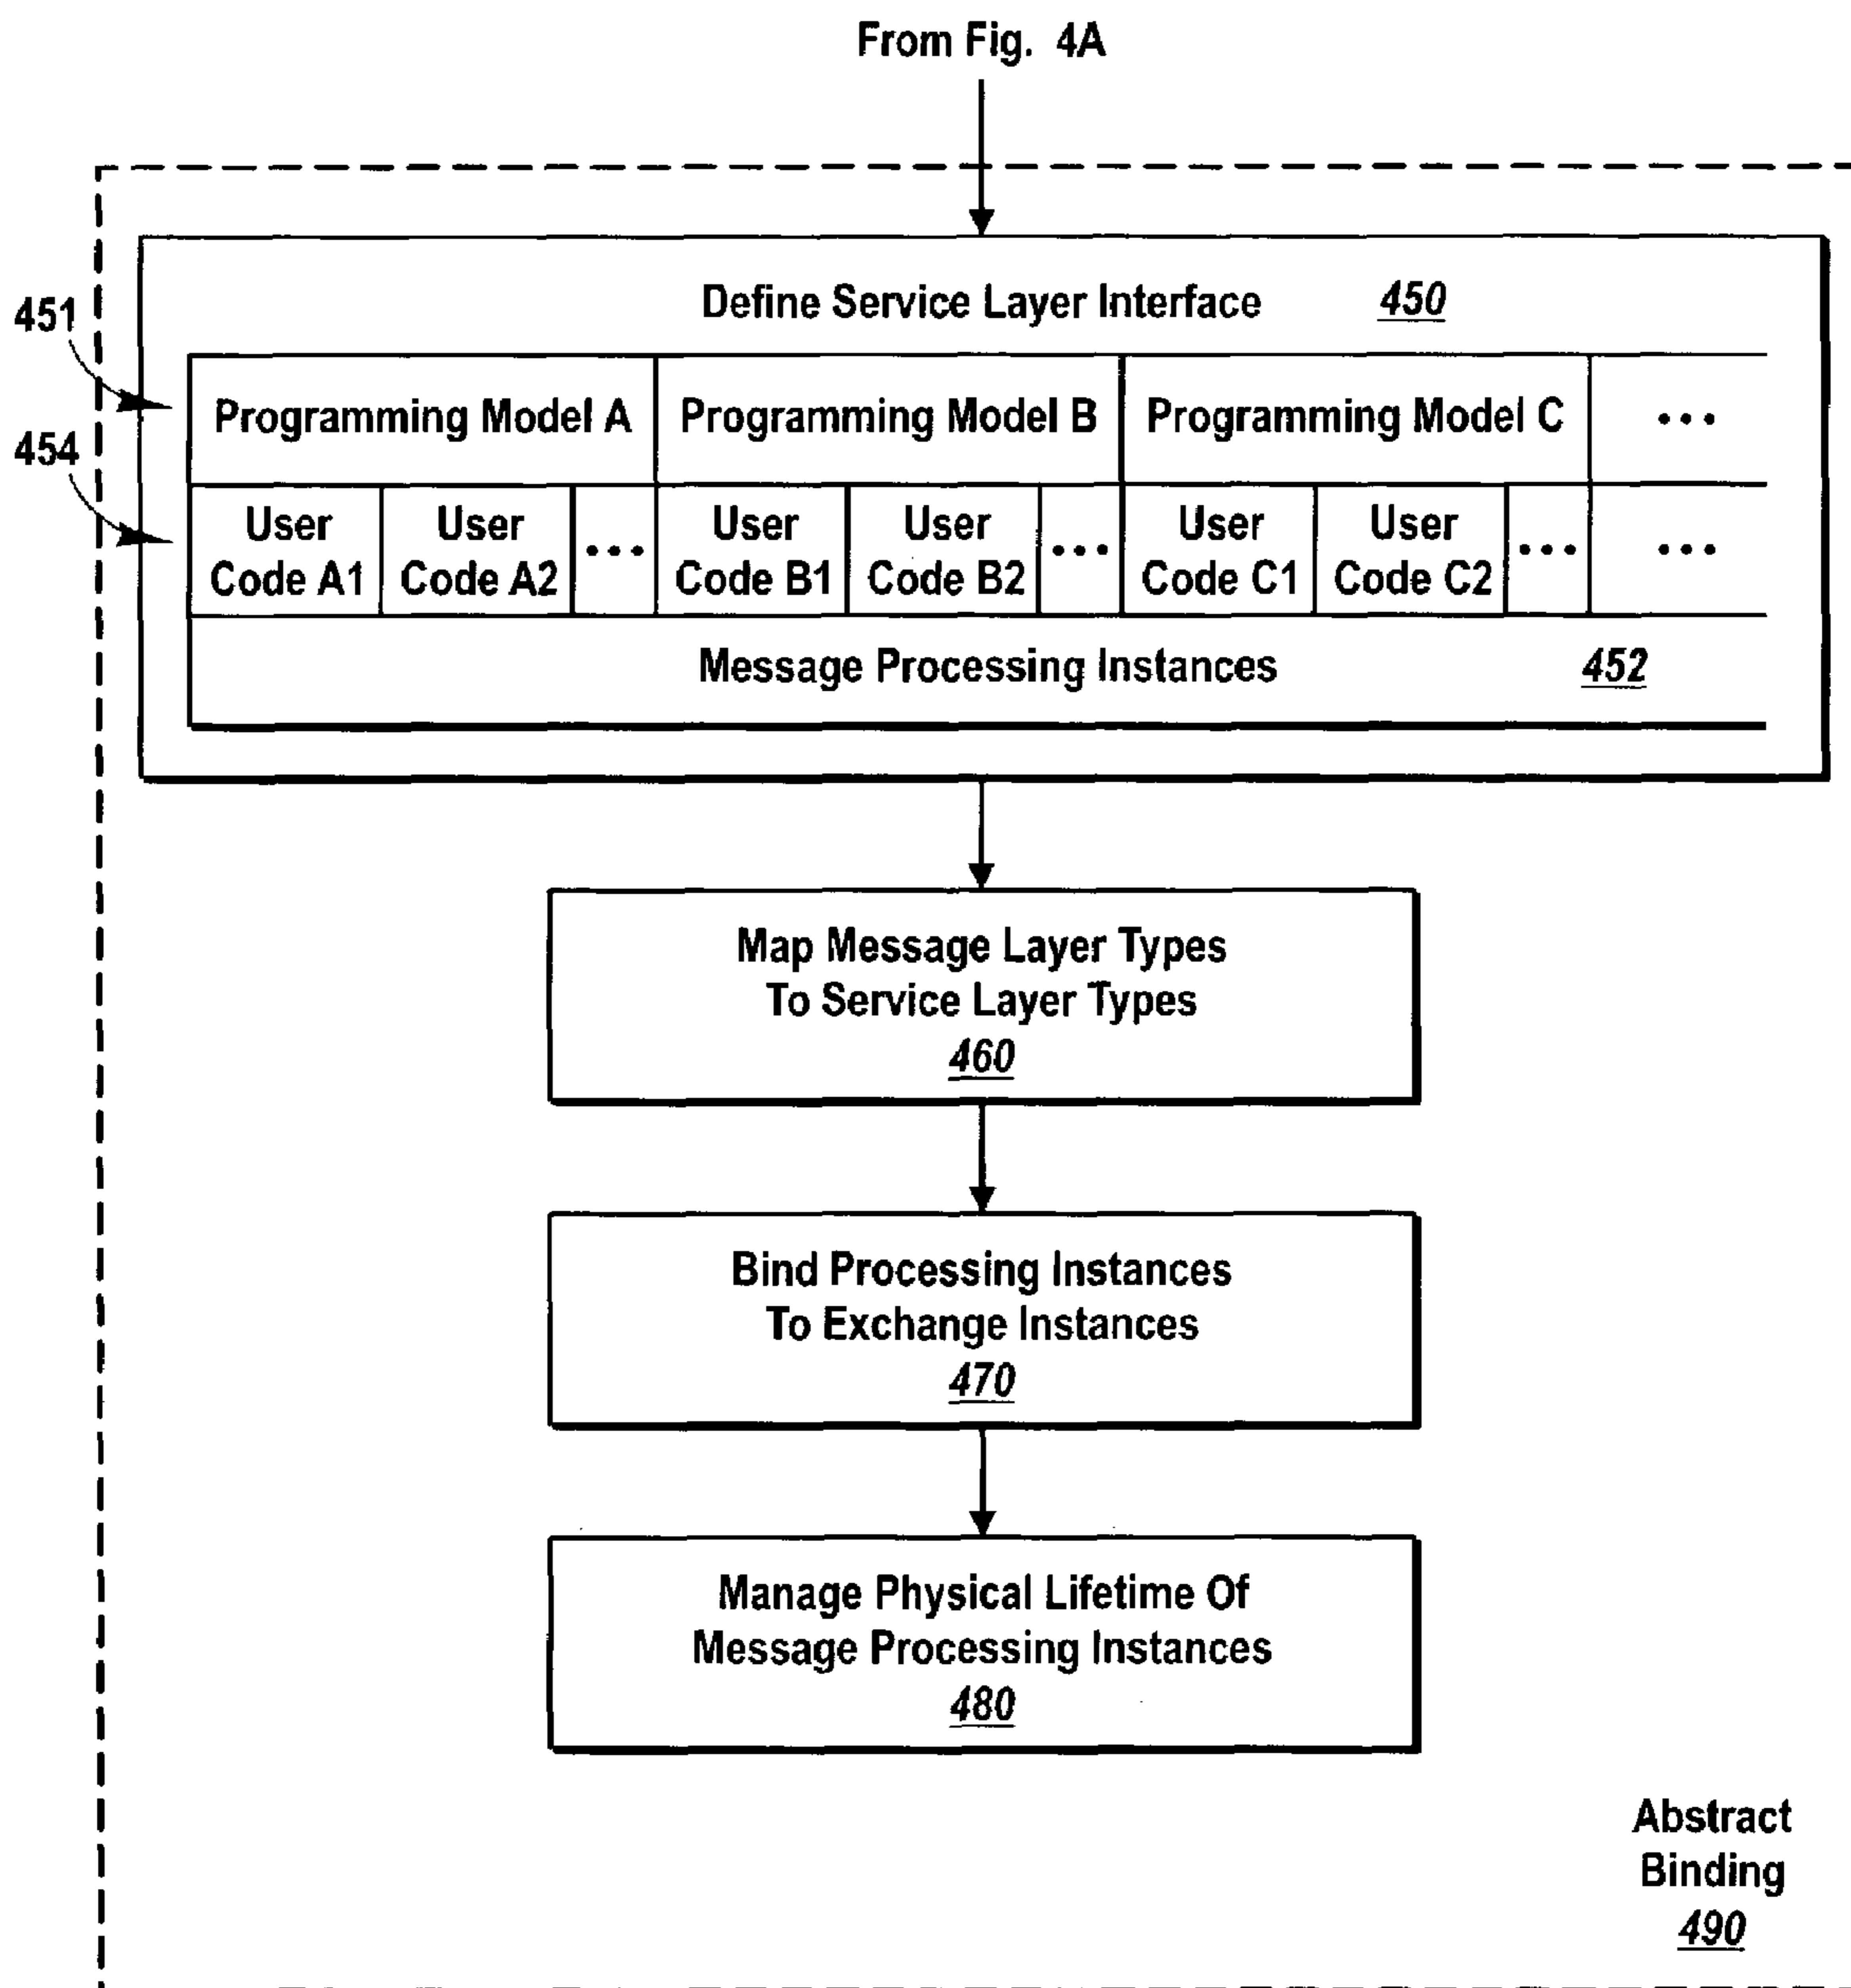 From Fig. 4A
Define Service Layer Interface 450
451
Programming Model A Programming Model B Programming Model C ...
454
User Code A1
User Code A2
...
User Code B1
User Code B2
...
User Code C1
User Code C2
...
...
Message Processing Instances 452
Map Message Layer Types
To Service Layer Types
460
Bind Processing Instances
To Exchange Instances
470
Manage Physical Lifetime Of
Message Processing Instances
480
Abstract
Binding
490